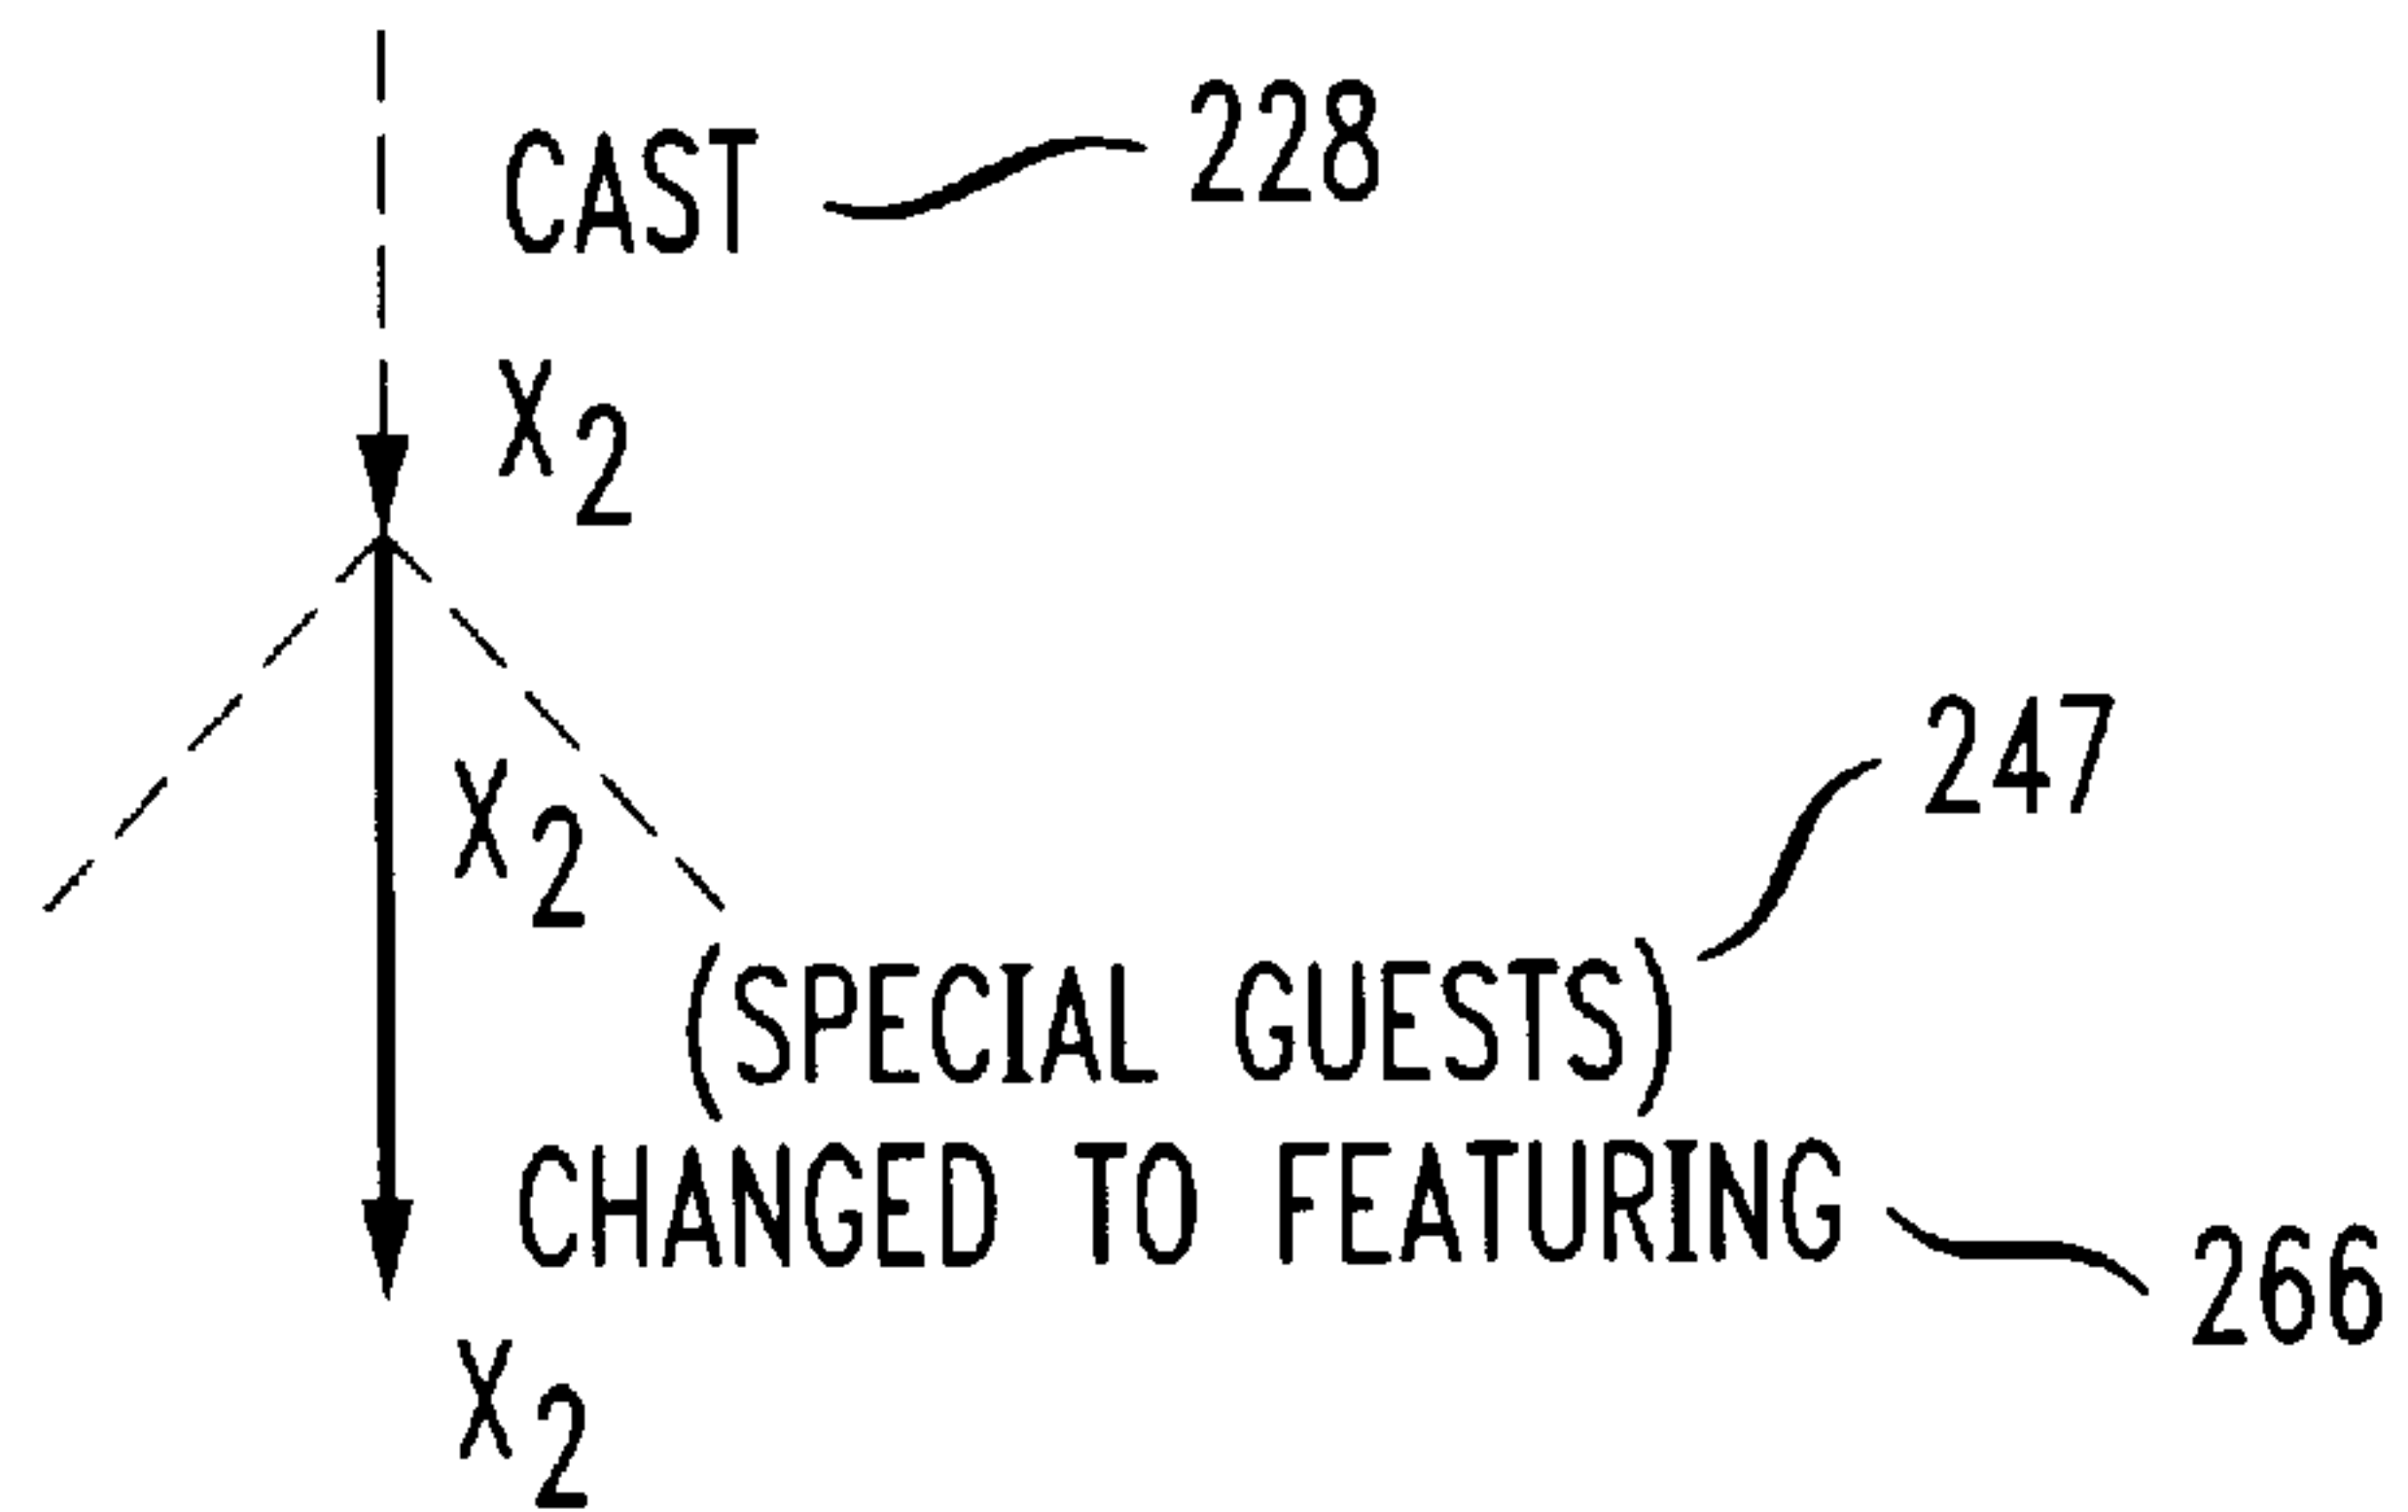 CAST 228
X2
247
X2
(SPECIAL GUESTS)
CHANGED TO FEATURING
266
X2